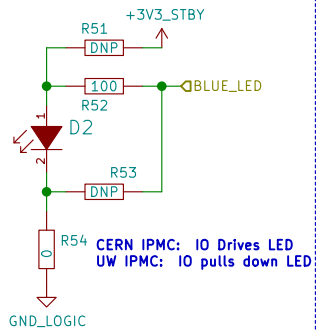 +3V3_STBY
R51
DNP
100
BLUE_LED
R52
1
D2
2
R53
DNP
R54
0
CERN IPMC: IO Drives LED
UW IPMC: IO pulls down LED
GND_LOGIC